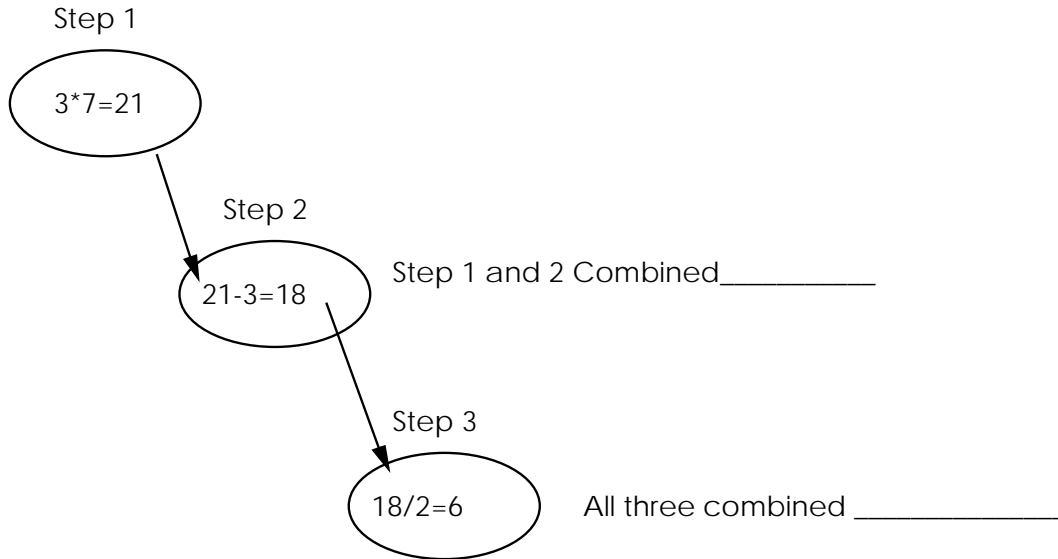 Step 1
3*7=21
Step 2
21-3=18
Step 1 and 2 Combined___________
Step 3
18/2=6
All three combined _______________